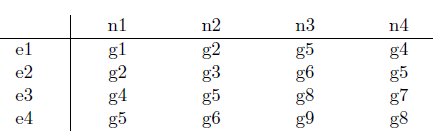 n1 n2 n3 n4
e1 g1 g2 g5 g4
e2 g2 g3 g6 g5
e3 g4 g5 g8 g7
e4 g5 g6 g9 g8